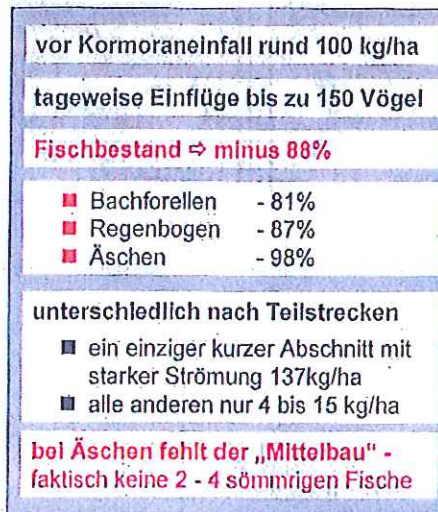 vor Kormoraneinfall rund 100 kg/ha
tageweise Einflüge bis zu 150 Vögel
Fischbestand ⇨ minus 88%
■ Bachforellen - 81%
■ Regenbogen - 87%
■ Äschen - 98%
unterschiedlich nach Teilstrecken
■ ein einziger kurzer Abschnitt mit
starker Strömung 137kg/ha
■ alle anderen nur 4 bis 15 kg/ha
bei Äschen fehlt der „Mittelbau" -
faktisch keine 2 - 4 sömmrigen Fische